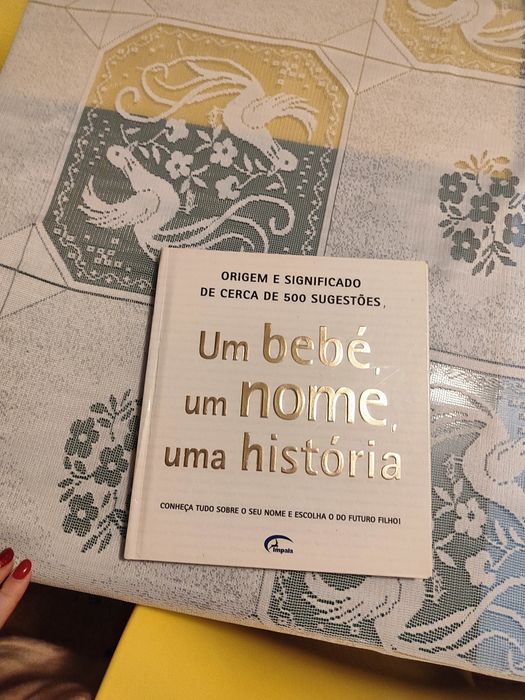 ORIGEM E SIGNIFICADO
DE CERCA DE 500 SUGESTÕES,
Um bebé,
um nome,
uma história
CONHEÇA TUDO SOBRE O SEU NOME E ESCOLHA O DO FUTURO FILHO!
Impala